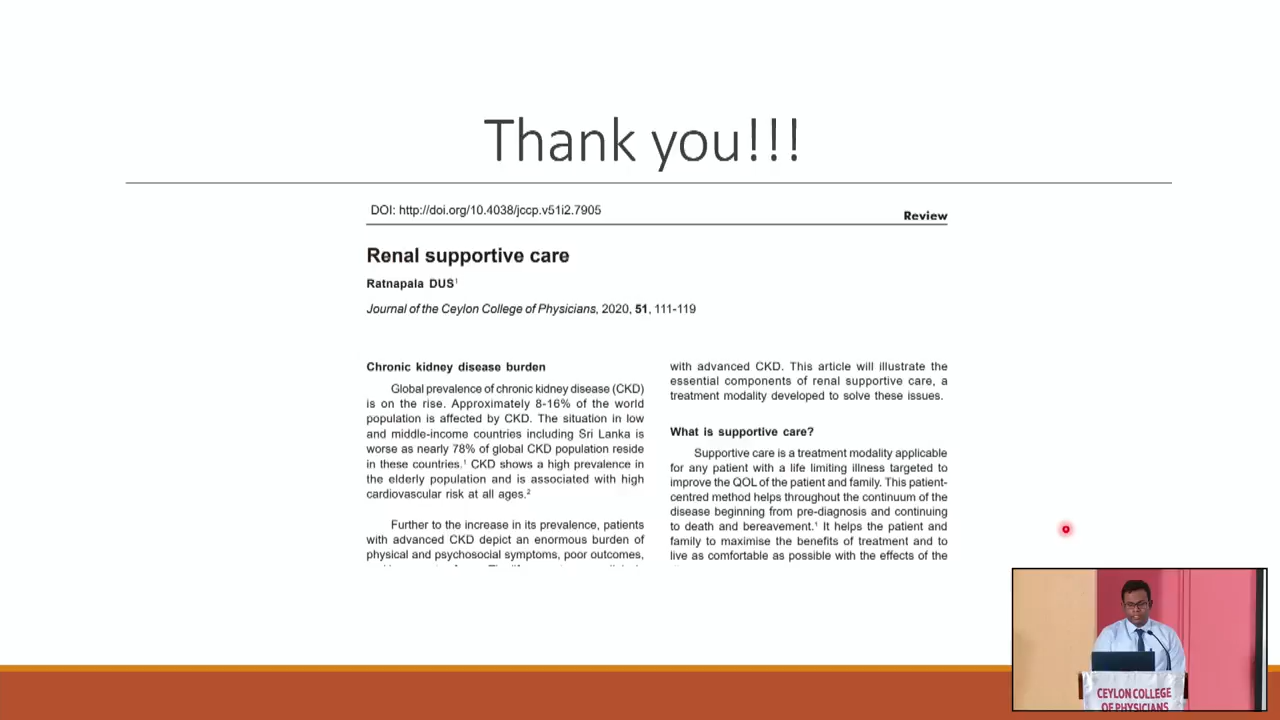 Thank you!!!
DOI: http://doi.org/10.4038/jccp.v51i2.7905
Review
Renal supportive care
Ratnapala DUS¹
Journal of the Ceylon College of Physicians, 2020, 51, 111-119
Chronic kidney disease burden
Global prevalence of chronic kidney disease (CKD)
is on the rise. Approximately 8-16% of the world
population is affected by CKD. The situation in low
and middle-income countries including Sri Lanka is
worse as nearly 78% of global CKD population reside
in these countries.¹ CKD shows a high prevalence in
the elderly population and is associated with high
cardiovascular risk at all ages.²
Further to the increase in its prevalence, patients
with advanced CKD depict an enormous burden of
physical and psychosocial symptoms, poor outcomes,
with advanced CKD. This article will illustrate the
essential components of renal supportive care, a
treatment modality developed to solve these issues.
What is supportive care?
Supportive care is a treatment modality applicable
for any patient with a life limiting illness targeted to
improve the QOL of the patient and family. This patient-
centred method helps throughout the continuum of the
disease beginning from pre-diagnosis and continuing
to death and bereavement.¹ It helps the patient and
family to maximise the benefits of treatment and to
live as comfortable as possible with the effects of the
CEYLON COLLEGE
OF PHYSICIANS